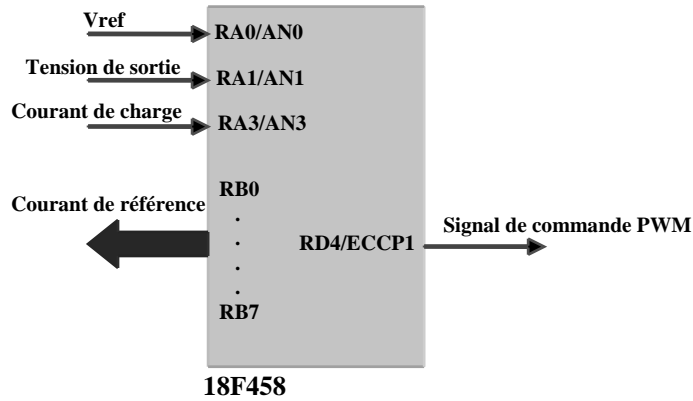 Vref
RA0/AN0
Tension de sortie
RA1/AN1
Courant de charge
RA3/AN3
RB0
Courant de référence
.
.
.
.
RD4/ECCP1
Signal de commande PWM
RB7
18F458